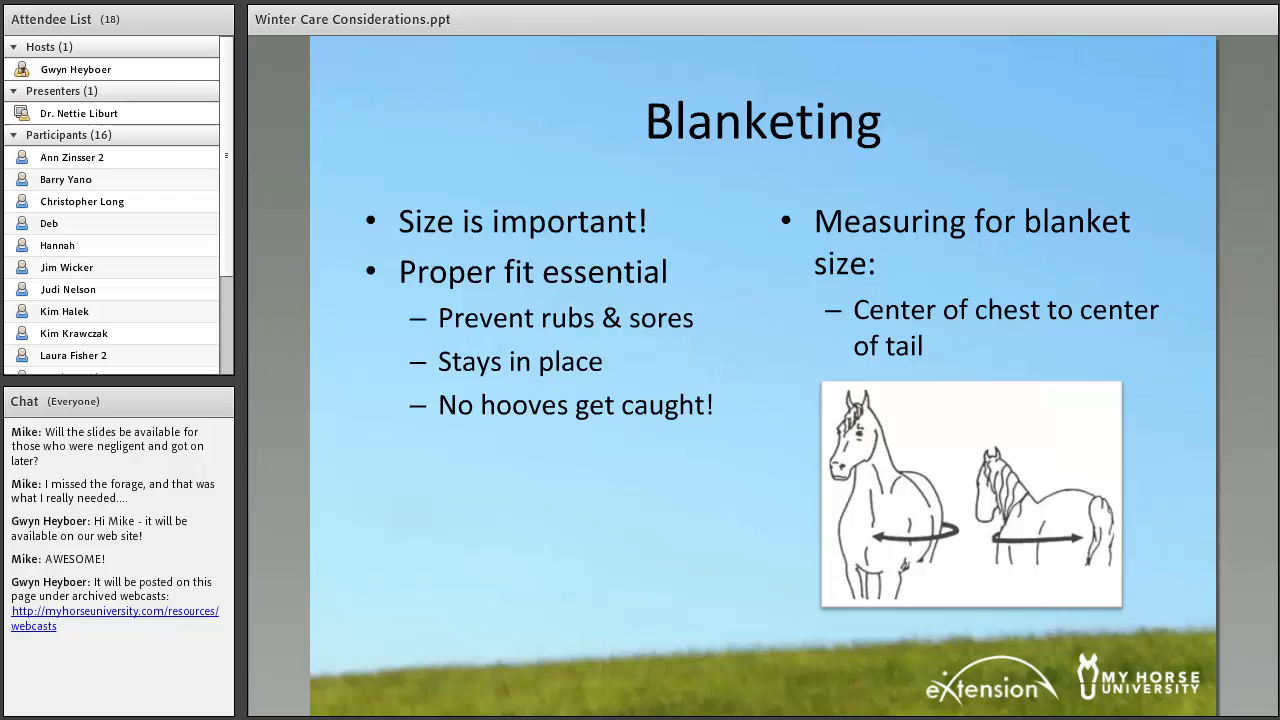 Attendee List (18)
Hosts (1)
Gwyn Heyboer
Presenters (1)
Dr. Nettie Liburt
Participants (16)
Ann Zinsser 2
Barry Yano
Christopher Long
Deb
Hannah
Jim Wicker
Judi Nelson
Kim Halek
Kim Krawczak
Laura Fisher 2
Chat (Everyone)
Mike: Will the slides be available for
those who were negligent and got on
later?
Mike: I missed the forage, and that was
what I really needed....
Gwyn Heyboer: Hi Mike - it will be
available on our web site!
Mike: AWESOME!
Gwyn Heyboer: It will be posted on this
page under archived webcasts:
http://myhorseuniversity.com/resources/
webcasts
Winter Care Considerations.ppt
Blanketing
• Size is important!
• Proper fit essential
– Prevent rubs & sores
– Stays in place
– No hooves get caught!
• Measuring for blanket
size:
– Center of chest to center
of tail
eXtension
MY HORSE
UNIVERSITY